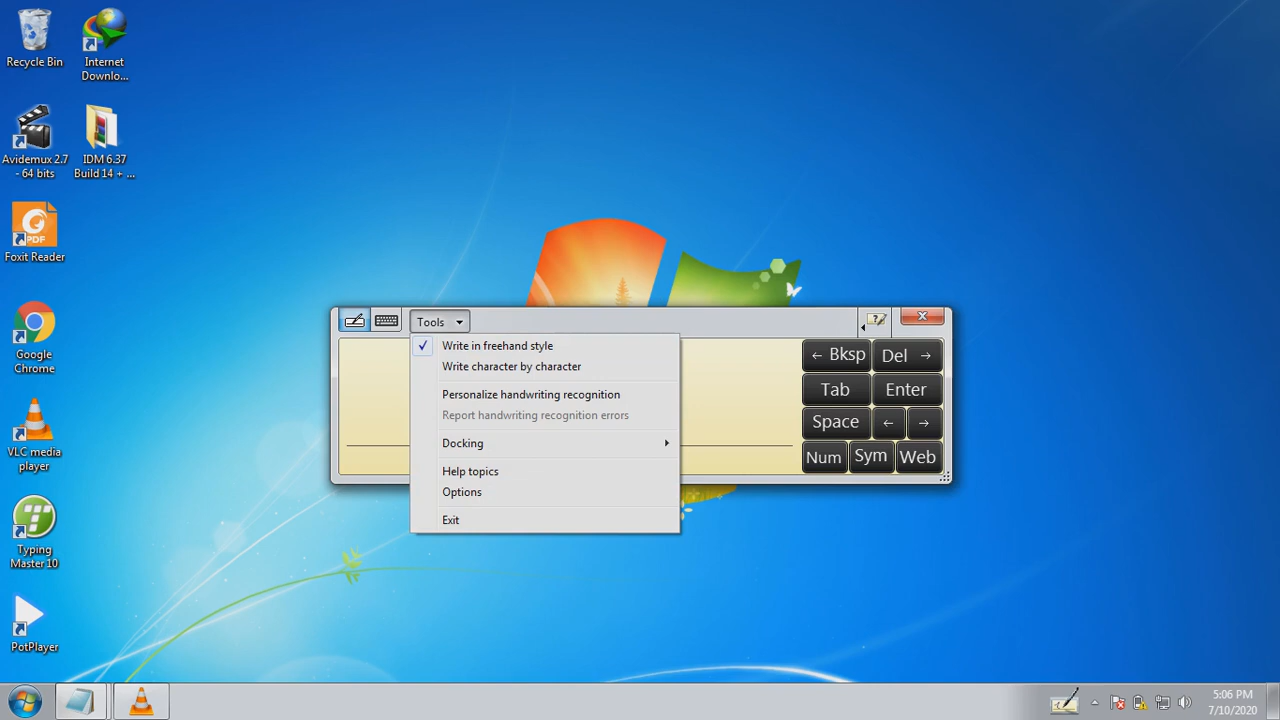 Recycle Bin
Internet
Downlo...
Avidemux 2.7
- 64 bits
IDM 6.37
Build 14 + ...
PDF
Foxit Reader
Google
Chrome
VLC media
player
Typing
Master 10
PotPlayer
Tools
Write in freehand style
Write character by character
Personalize handwriting recognition
Report handwriting recognition errors
Docking
Help topics
Options
Exit
← Bksp
Del →
Tab
Enter
Space
←
→
Num
Sym
Web
5:06 PM
7/10/2020